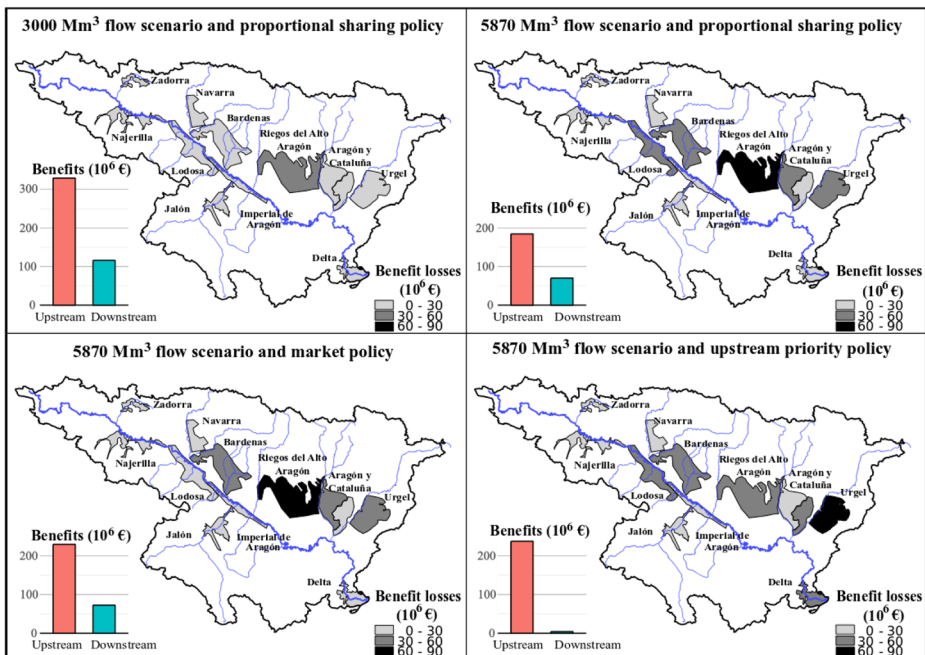 3000 Mm³ flow scenario and proportional sharing policy
Zadorra
Navarra
Bardenas
Najerilla
Riegos del Alto
Aragón
Aragón y
Cataluña
Urgel
Lodosa
Jalón
Imperial de
Aragón
Delta
Benefits (10⁶ €)
300
200
100
0
Upstream Downstream
Benefit losses
(10⁶ €)
0 - 30
30 - 60
60 - 90
5870 Mm³ flow scenario and proportional sharing policy
Zadorra
Navarra
Bardenas
Najerilla
Riegos del Alto
Aragón
Aragón y
Cataluña
Urgel
Lodosa
Jalón
Imperial de
Aragón
Delta
Benefits (10⁶ €)
200
100
0
Upstream Downstream
Benefit losses
(10⁶ €)
0 - 30
30 - 60
60 - 90
5870 Mm³ flow scenario and market policy
Zadorra
Navarra
Bardenas
Najerilla
Riegos del Alto
Aragón
Aragón y
Cataluña
Urgel
Lodosa
Jalón
Imperial de
Aragón
Delta
Benefits (10⁶ €)
200
100
0
Upstream Downstream
Benefit losses
(10⁶ €)
0 - 30
30 - 60
60 - 90
5870 Mm³ flow scenario and upstream priority policy
Zadorra
Navarra
Bardenas
Najerilla
Riegos del Alto
Aragón
Aragón y
Cataluña
Urgel
Lodosa
Jalón
Imperial de
Aragón
Delta
Benefits (10⁶ €)
200
100
0
Upstream Downstream
Benefit losses
(10⁶ €)
0 - 30
30 - 60
60 - 90